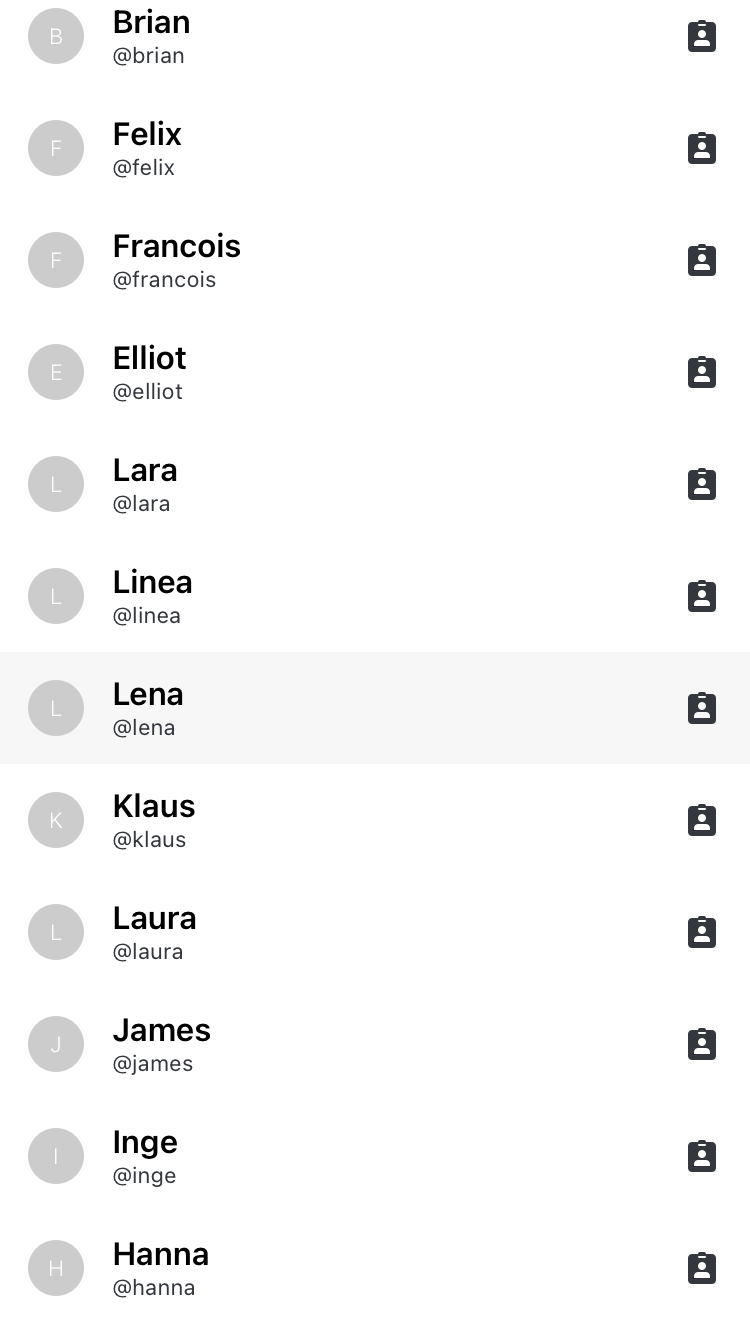 B
Brian
@brian
F
Felix
@felix
F
Francois
@francois
E
Elliot
@elliot
L
Lara
@lara
L
Linea
@linea
L
Lena
@lena
K
Klaus
@klaus
L
Laura
@laura
J
James
@james
I
Inge
@inge
H
Hanna
@hanna